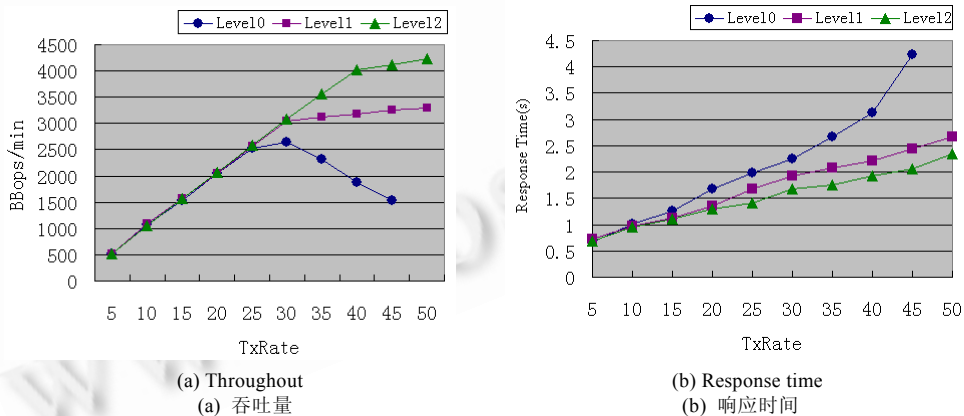 Level0 Level1 Level2
BBops/min
4500
4000
3500
3000
2500
2000
1500
1000
500
0
5 10 15 20 25 30 35 40 45 50
TxRate
(a) Throughout
(a) 吞吐量
Level0 Level1 Level2
Response Time(s)
4.5
4
3.5
3
2.5
2
1.5
1
0.5
0
5 10 15 20 25 30 35 40 45 50
TxRate
(b) Response time
(b) 响应时间